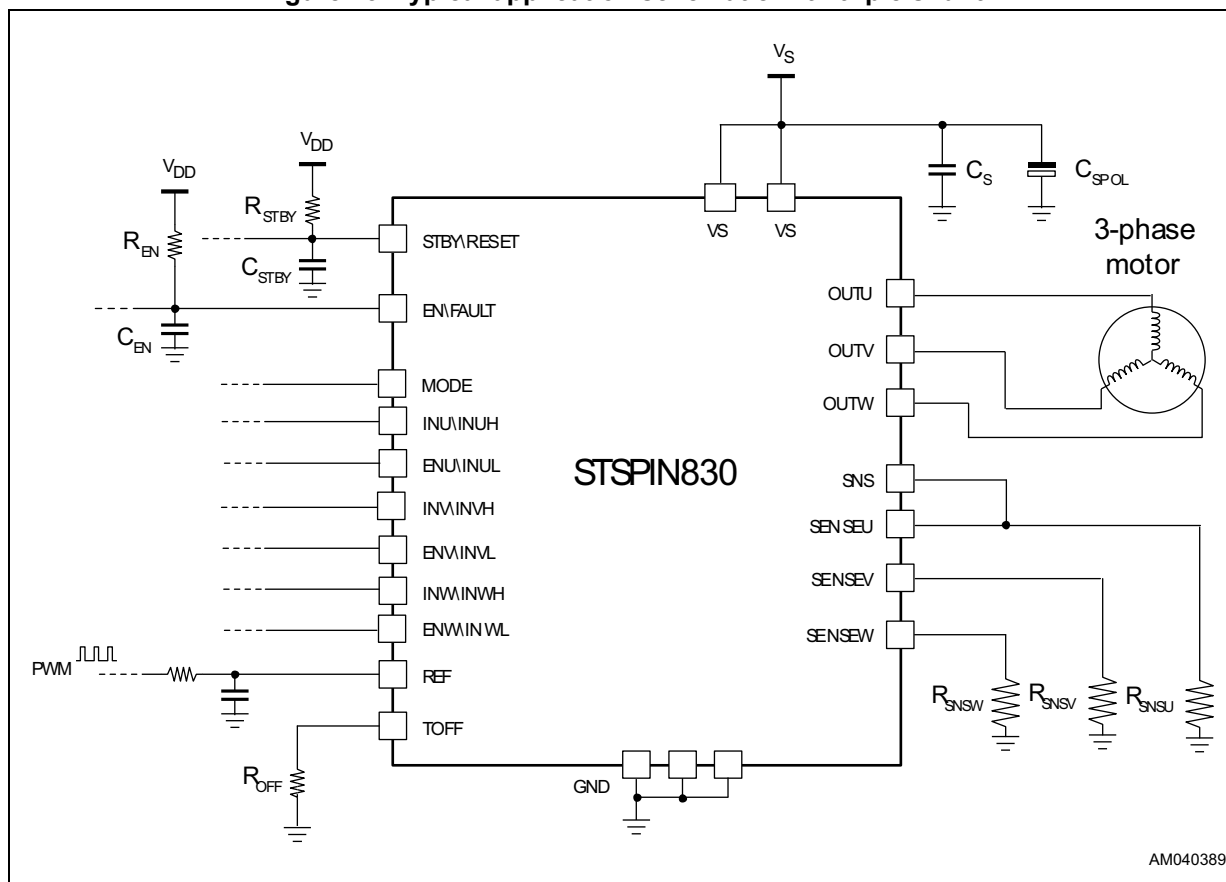 V_S
V_DD
V_DD
R_STBY
R_EN
C_STBY
C_EN
C_S
C_SPOL
VS
VS
3-phase
motor
STBY\RESET
EN\FAULT
MODE
INU\INUH
ENU\INUL
INV\INVH
ENV\INVL
INW\INWH
ENW\INWL
REF
TOFF
PWM
R_OFF
STSPIN830
OUTU
OUTV
OUTW
SNS
SENSEU
SENSEV
SENSEW
R_SNSW
R_SNSV
R_SNSU
GND
AM040389